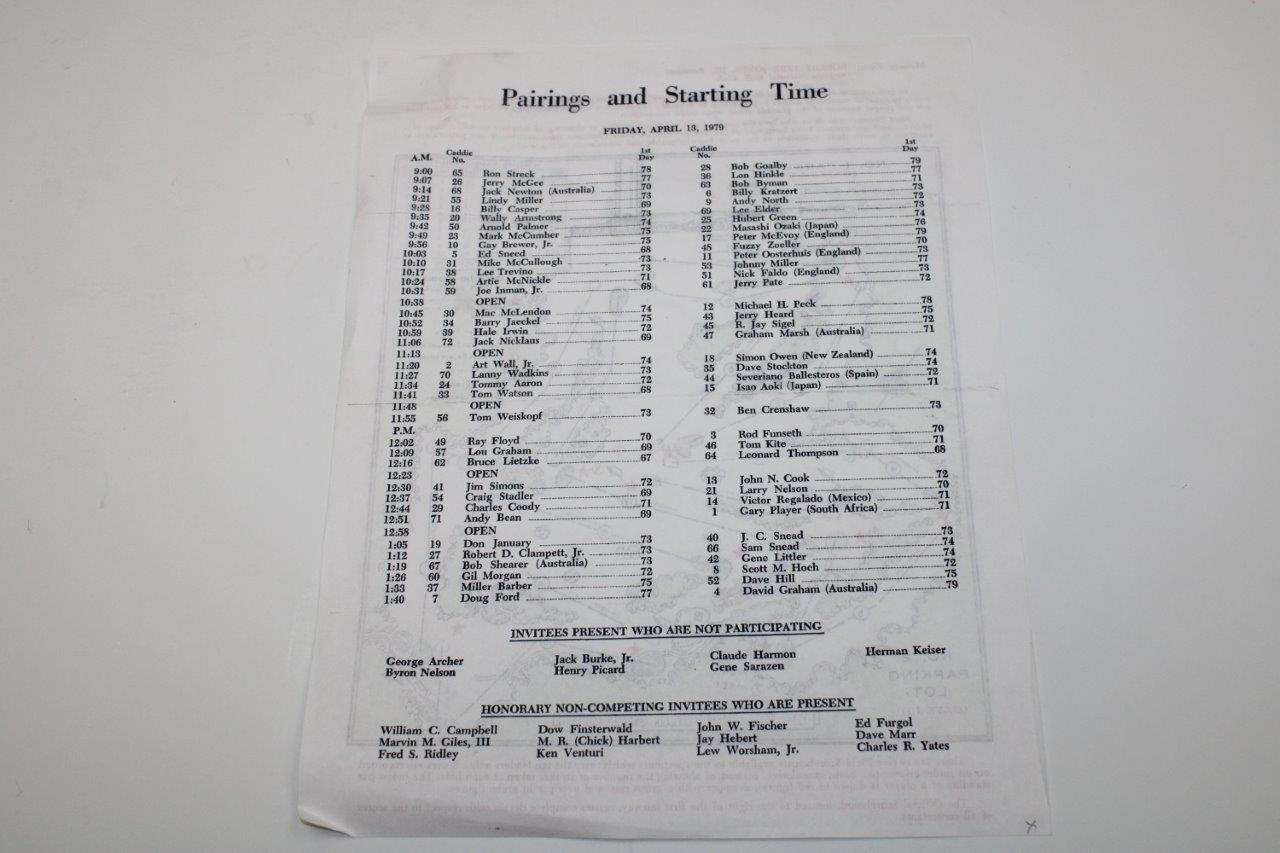 Pairings and Starting Time
FRIDAY, APRIL 13, 1979
A.M. Caddie No. 1st Day Caddie No. 1st Day
9:00 65 Ron Streck 78 28 Bob Goalby 79
9:07 26 Jerry McGee 77 36 Lon Hinkle 77
9:14 68 Jack Newton (Australia) 70 63 Bob Byman 71
9:21 55 Lindy Miller 73 6 Billy Kratzert 73
9:28 16 Billy Casper 69 9 Andy North 72
9:35 20 Wally Armstrong 73 69 Lee Elder 73
9:42 50 Arnold Palmer 74 25 Hubert Green 74
9:49 23 Mark McCumber 75 22 Masashi Ozaki (Japan) 76
9:56 10 Gay Brewer, Jr. 75 17 Peter McEvoy (England) 79
10:03 5 Ed Sneed 68 48 Fuzzy Zoeller 70
10:10 31 Mike McCullough 73 11 Peter Oosterhuis (England) 73
10:17 38 Lee Trevino 73 53 Johnny Miller 77
10:24 58 Artie McNickle 71 51 Nick Faldo (England) 73
10:31 59 Joe Inman, Jr. 68 61 Jerry Pate 72
10:38 OPEN
10:45 30 Mac McLendon 74 12 Michael H. Peck 78
10:52 34 Barry Jaeckel 75 43 Jerry Heard 75
10:59 39 Hale Irwin 72 45 R. Jay Sigel 72
11:06 72 Jack Nicklaus 69 47 Graham Marsh (Australia) 71
11:13 OPEN
11:20 2 Art Wall, Jr. 74 18 Simon Owen (New Zealand) 74
11:27 70 Lanny Wadkins 73 35 Dave Stockton 74
11:34 24 Tommy Aaron 72 44 Severiano Ballesteros (Spain) 72
11:41 33 Tom Watson 68 15 Isao Aoki (Japan) 71
11:48 OPEN
11:55 56 Tom Weiskopf 73 32 Ben Crenshaw 73
P.M.
12:02 49 Ray Floyd 70 3 Rod Funseth 70
12:09 57 Lou Graham 69 46 Tom Kite 71
12:16 62 Bruce Lietzke 67 64 Leonard Thompson 68
12:23 OPEN
12:30 41 Jim Simons 72 13 John N. Cook 72
12:37 54 Craig Stadler 69 21 Larry Nelson 70
12:44 29 Charles Coody 71 14 Victor Regalado (Mexico) 71
12:51 71 Andy Bean 69 1 Gary Player (South Africa) 71
12:58 OPEN
1:05 19 Don January 73 40 J. C. Snead 73
1:12 27 Robert D. Clampett, Jr. 73 66 Sam Snead 74
1:19 67 Bob Shearer (Australia) 73 42 Gene Littler 74
1:26 60 Gil Morgan 72 8 Scott M. Hoch 72
1:33 37 Miller Barber 75 52 Dave Hill 75
1:40 7 Doug Ford 77 4 David Graham (Australia) 79
INVITEES PRESENT WHO ARE NOT PARTICIPATING
George Archer Jack Burke, Jr. Claude Harmon Herman Keiser
Byron Nelson Henry Picard Gene Sarazen
HONORARY NON-COMPETING INVITEES WHO ARE PRESENT
William C. Campbell Dow Finsterwald John W. Fischer Ed Furgol
Marvin M. Giles, III M. R. (Chick) Harbert Jay Hebert Dave Marr
Fred S. Ridley Ken Venturi Lew Worsham, Jr. Charles R. Yates